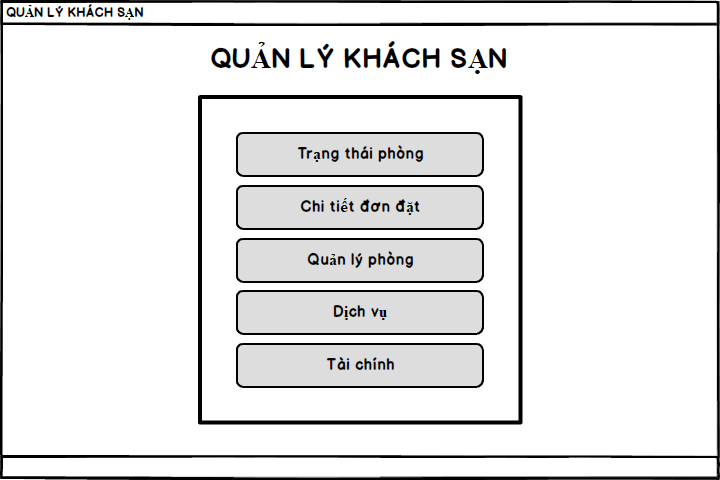 QUẢN LÝ KHÁCH SẠN
QUẢN LÝ KHÁCH SẠN
Trạng thái phòng
Chi tiết đơn đặt
Quản lý phòng
Dịch vụ
Tài chính